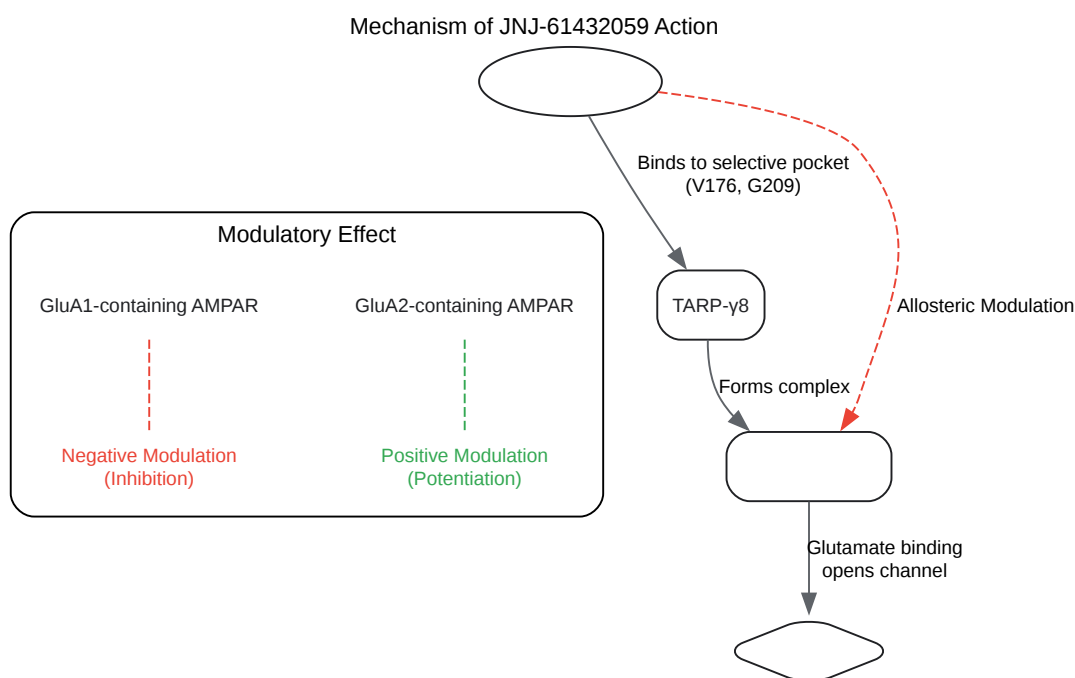 Mechanism of JNJ-61432059 Action
Binds to selective pocket
(V176, G209)
Modulatory Effect
GluA1-containing AMPAR
GluA2-containing AMPAR
TARP-γ8
Allosteric Modulation
Forms complex
Negative Modulation
(Inhibition)
Positive Modulation
(Potentiation)
Glutamate binding
opens channel